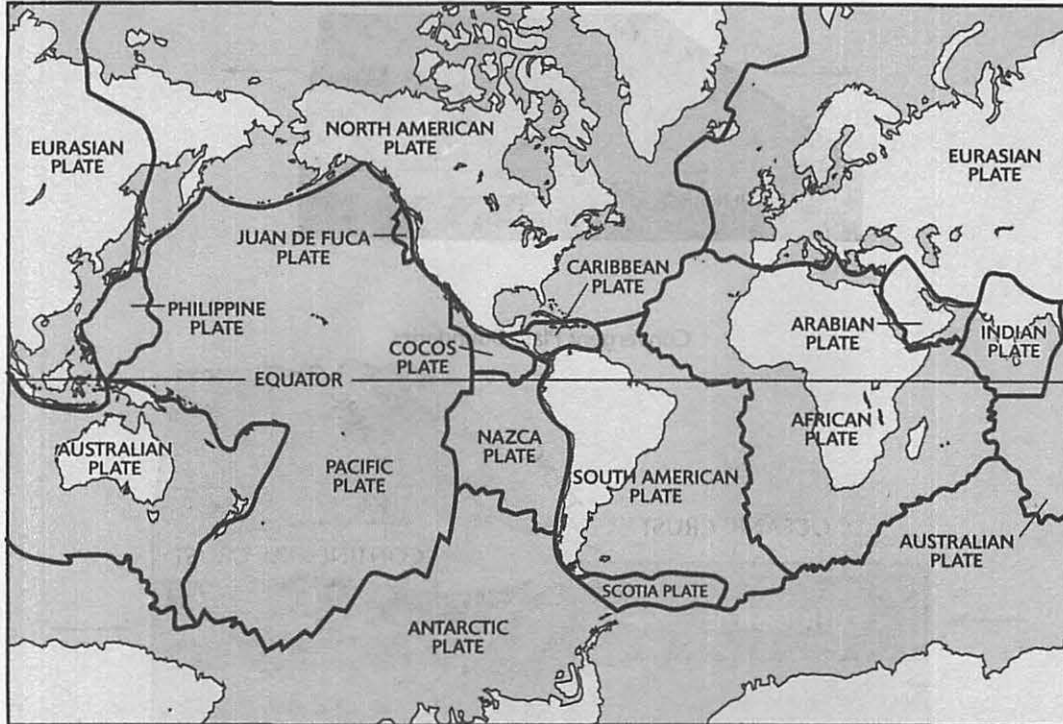 EURASIAN
PLATE
NORTH AMERICAN
PLATE
EURASIAN
PLATE
JUAN DE FUCA
PLATE
CARIBBEAN
PLATE
PHILIPPINE
PLATE
ARABIAN
PLATE
INDIAN
PLATE
COCOS
PLATE
EQUATOR
AUSTRALIAN
PLATE
PACIFIC
PLATE
NAZCA
PLATE
SOUTH AMERICAN
PLATE
AFRICAN
PLATE
AUSTRALIAN
PLATE
SCOTIA PLATE
ANTARCTIC
PLATE